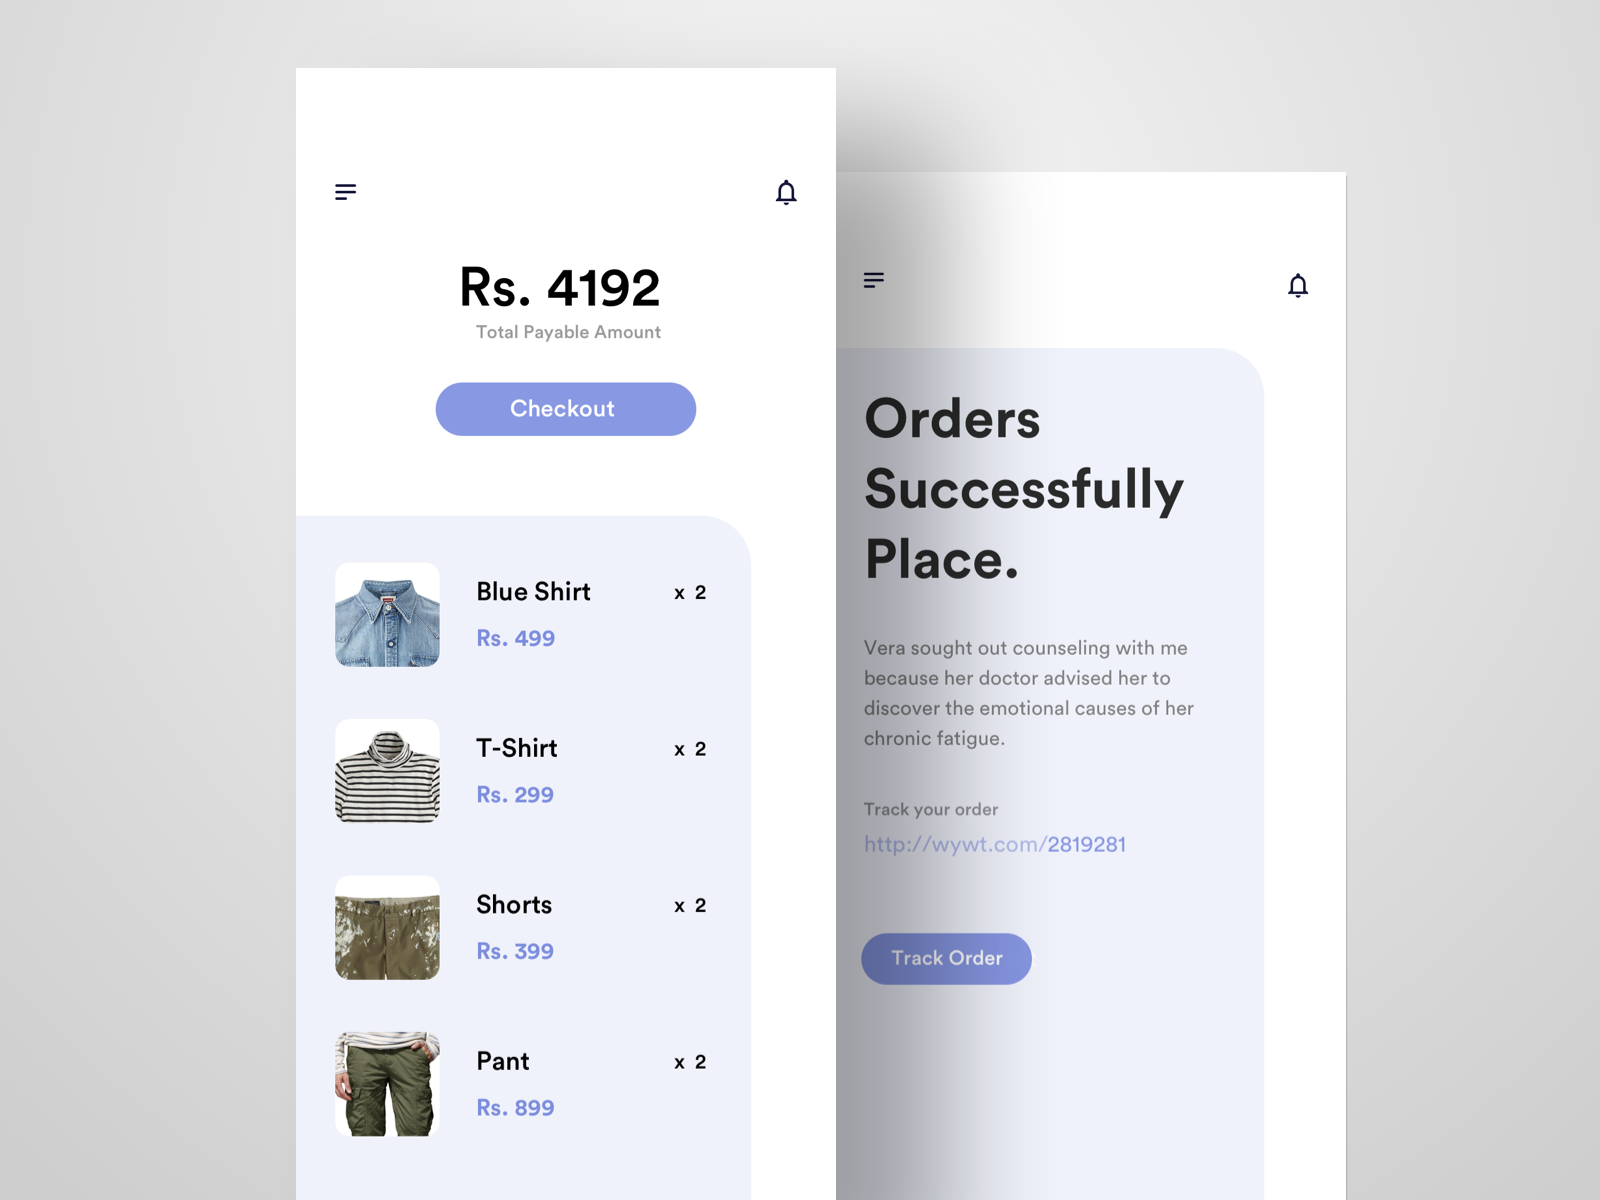 Rs. 4192
Total Payable Amount
Checkout
Blue Shirt x 2
Rs. 499
T-Shirt x 2
Rs. 299
Shorts x 2
Rs. 399
Pant x 2
Rs. 899
Orders
Successfully
Place.
Vera sought out counseling with me
because her doctor advised her to
discover the emotional causes of her
chronic fatigue.
Track your order
http://wywt.com/2819281
Track Order